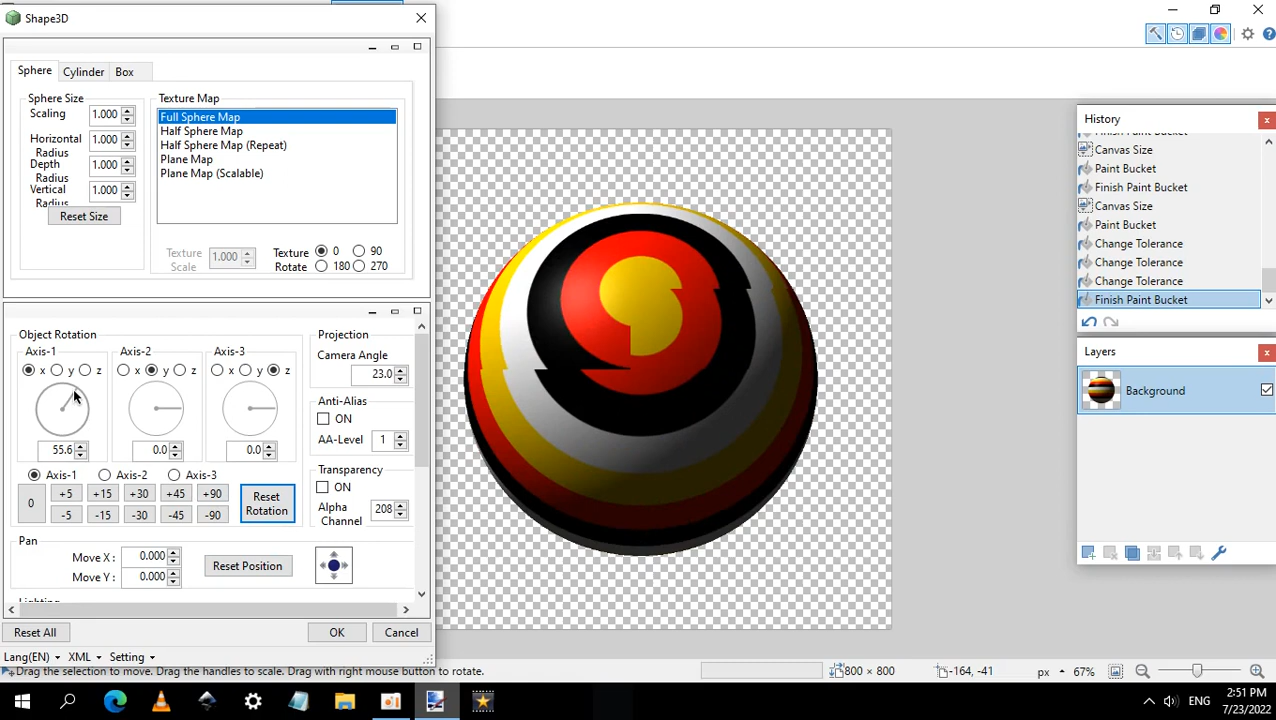 Shape3D
Sphere Cylinder Box
Sphere Size
Scaling 1.000
Horizontal Radius 1.000
Depth Radius 1.000
Vertical 1.000
Reset Size
Texture Map
Full Sphere Map
Half Sphere Map
Half Sphere Map (Repeat)
Plane Map
Plane Map (Scalable)
Texture Scale 1.000
Texture Rotate 0 90 180 270
Object Rotation
Axis-1 Axis-2 Axis-3
x y z x y z x y z
55.6 0.0 0.0
Axis-1 Axis-2 Axis-3
0 +5 +15 +30 +45 +90
-5 -15 -30 -45 -90
Reset Rotation
Projection
Camera Angle
23.0
Anti-Alias
ON
AA-Level 1
Transparency
ON
Alpha Channel 208
Pan
Move X : 0.000
Move Y : 0.000
Reset Position
Reset All OK Cancel
Lang(EN) XML Setting
History
Canvas Size
Paint Bucket
Finish Paint Bucket
Canvas Size
Paint Bucket
Change Tolerance
Change Tolerance
Change Tolerance
Finish Paint Bucket
Layers
Background
Drag the selection to move. Drag the handles to scale. Drag with right mouse button to rotate.
800 × 800 -164, -41 px 67%
ENG 2:51 PM
7/23/2022